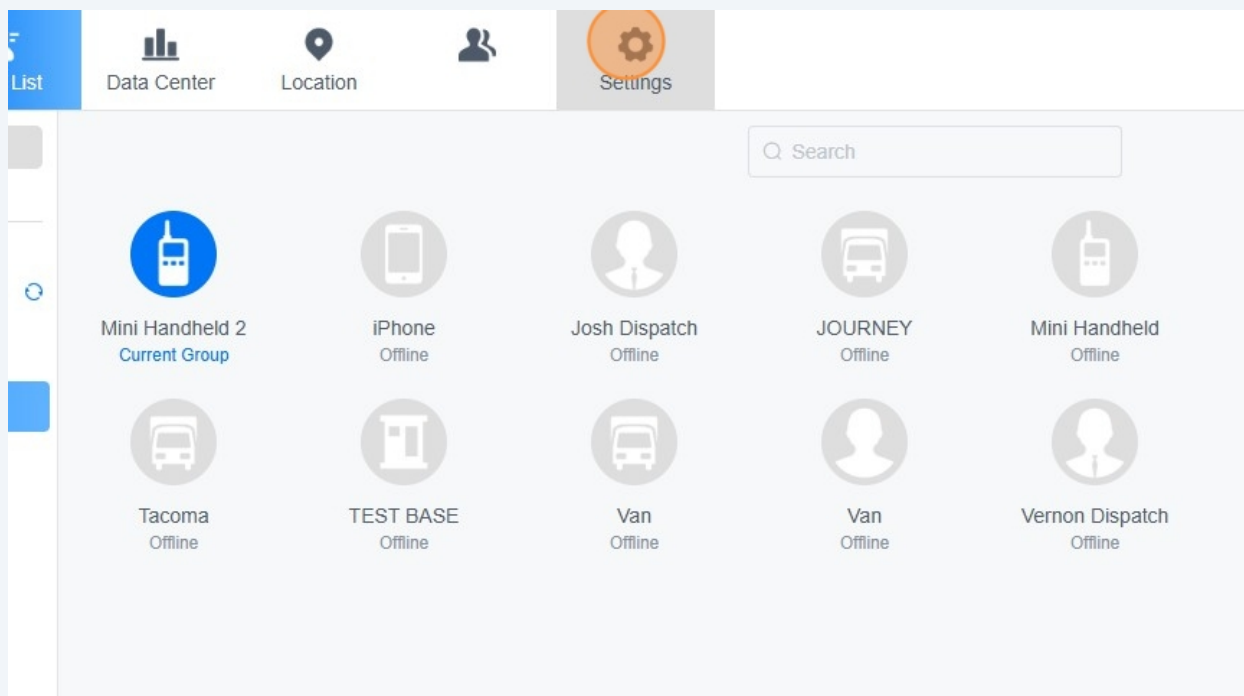 List
Data Center
Location
Settings
Search
Mini Handheld 2
Current Group
iPhone
Offline
Josh Dispatch
Offline
JOURNEY
Offline
Mini Handheld
Offline
Tacoma
Offline
TEST BASE
Offline
Van
Offline
Van
Offline
Vernon Dispatch
Offline